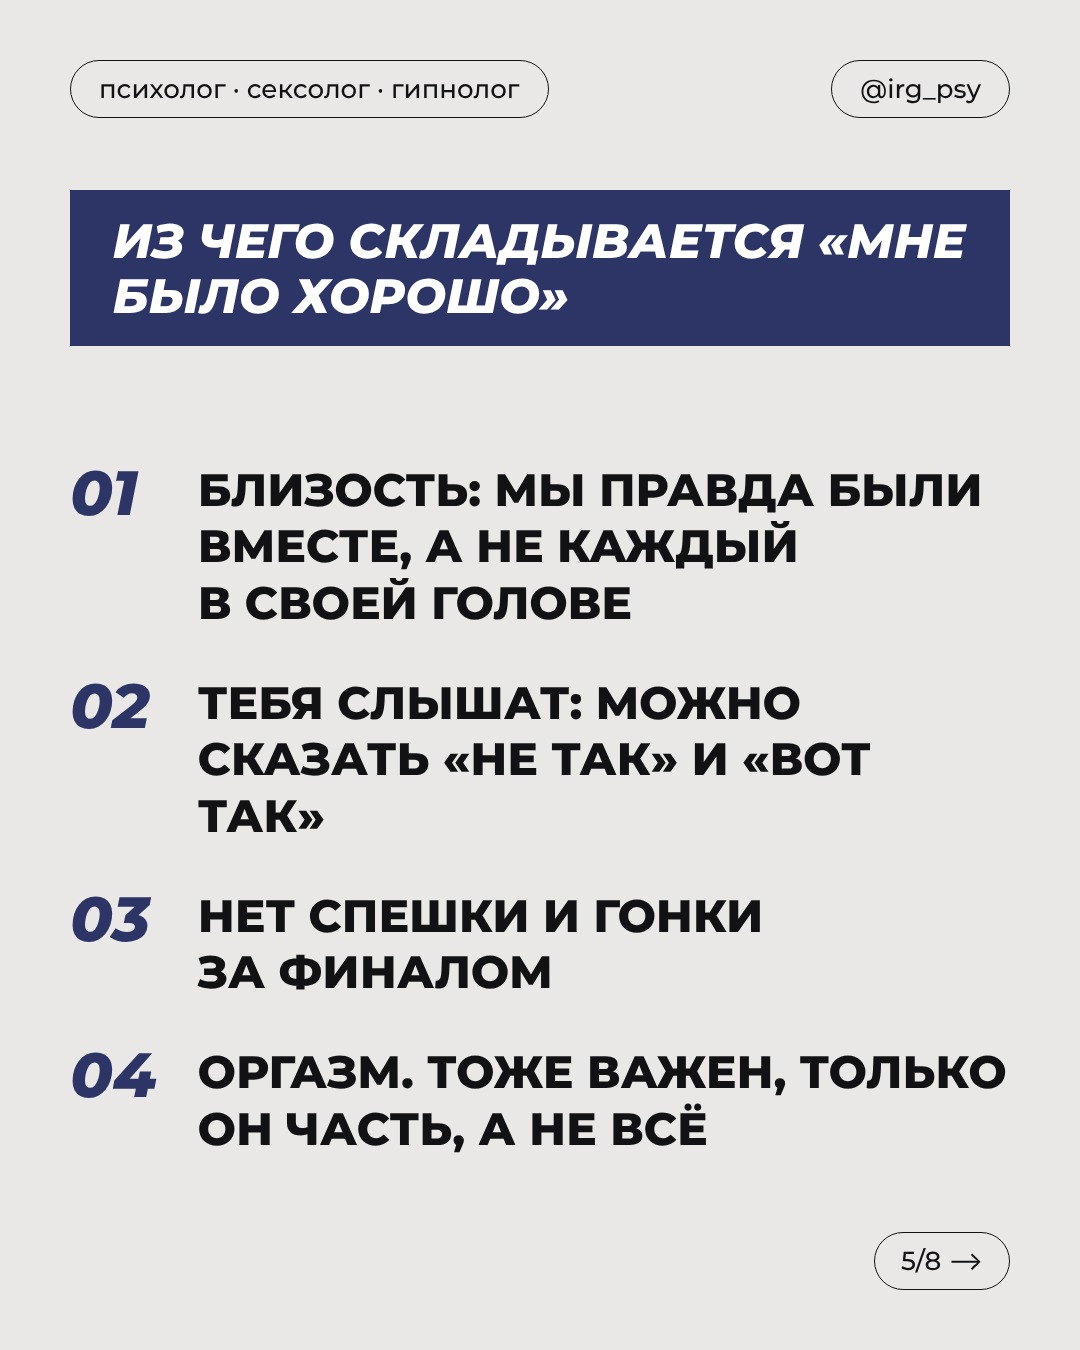 психолог · сексолог · гипнолог
@irg_psy
ИЗ ЧЕГО СКЛАДЫВАЕТСЯ «МНЕ
БЫЛО ХОРОШО»
01 БЛИЗОСТЬ: МЫ ПРАВДА БЫЛИ
ВМЕСТЕ, А НЕ КАЖДЫЙ
В СВОЕЙ ГОЛОВЕ
02 ТЕБЯ СЛЫШАТ: МОЖНО
СКАЗАТЬ «НЕ ТАК» И «ВОТ
ТАК»
03 НЕТ СПЕШКИ И ГОНКИ
ЗА ФИНАЛОМ
04 ОРГАЗМ. ТОЖЕ ВАЖЕН, ТОЛЬКО
ОН ЧАСТЬ, А НЕ ВСЁ
5/8 →